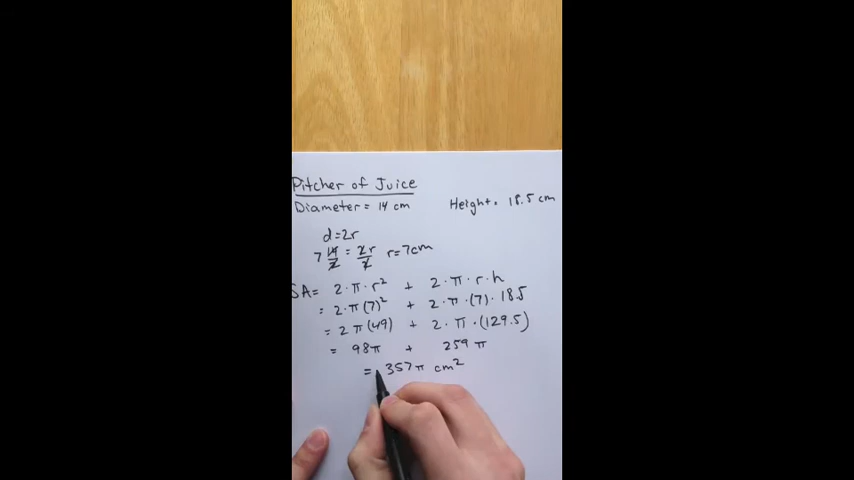 Pitcher of Juice
Diameter = 14 cm Height = 18.5 cm
d=2r
7 14/2 = 2r/2 r=7cm
SA= 2·π·r² + 2·π·r·h
= 2·π(7)² + 2·π·(7)·18.5
= 2π(49) + 2·π·(129.5)
= 98π + 259π
= 357π cm²